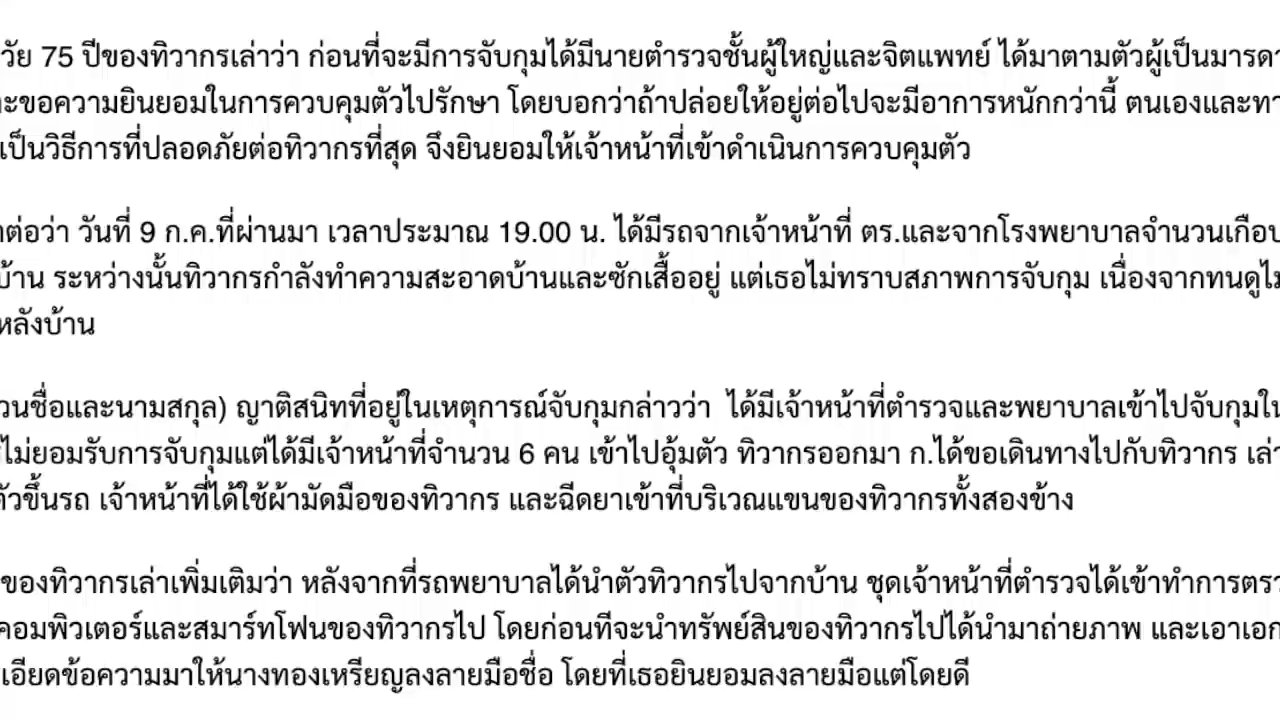 วัย 75 ปีของทิวากรเล่าว่า ก่อนที่จะมีการจับกุมได้มีนายตำรวจชั้นผู้ใหญ่และจิตแพทย์ ได้มาตามตัวผู้เป็นมารดา
ะขอความยินยอมในการควบคุมตัวไปรักษา โดยบอกว่าถ้าปล่อยให้อยู่ต่อไปจะมีอาการหนักกว่านี้ ตนเองและทา
เป็นวิธีการที่ปลอดภัยต่อทิวากรที่สุด จึงยินยอมให้เจ้าหน้าที่เข้าดำเนินการควบคุมตัว
าต่อว่า วันที่ 9 ก.ค.ที่ผ่านมา เวลาประมาณ 19.00 น. ได้มีรถจากเจ้าหน้าที่ ตร.และจากโรงพยาบาลจำนวนเกือบ
บ้าน ระหว่างนั้นทิวากรกำลังทำความสะอาดบ้านและซักเสื้ออยู่ แต่เธอไม่ทราบสภาพการจับกุม เนื่องจากทนดูไม
หลังบ้าน
วนชื่อและนามสกุล) ญาติสนิทที่อยู่ในเหตุการณ์จับกุมกล่าวว่า ได้มีเจ้าหน้าที่ตำรวจและพยาบาลเข้าไปจับกุมใน
ไม่ยอมรับการจับกุมแต่ได้มีเจ้าหน้าที่จำนวน 6 คน เข้าไปอุ้มตัว ทิวากรออกมา ก.ได้ขอเดินทางไปกับทิวากร เล่า
ตัวขึ้นรถ เจ้าหน้าที่ได้ใช้ผ้ามัดมือของทิวากร และฉีดยาเข้าที่บริเวณแขนของทิวากรทั้งสองข้าง
ของทิวากรเล่าเพิ่มเติมว่า หลังจากที่รถพยาบาลได้นำตัวทิวากรไปจากบ้าน ชุดเจ้าหน้าที่ตำรวจได้เข้าทำการตรว
คอมพิวเตอร์และสมาร์ทโฟนของทิวากรไป โดยก่อนทีจะนำทรัพย์สินของทิวากรไปได้นำมาถ่ายภาพ และเอาเอก
เอียดข้อความมาให้นางทองเหรียญลงลายมือชื่อ โดยที่เธอยินยอมลงลายมือแต่โดยดี